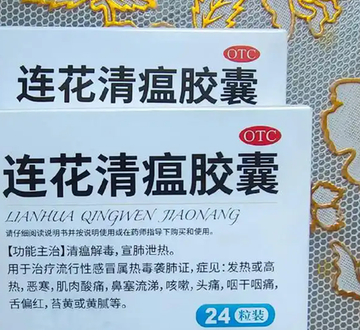 OTC
连花清瘟胶囊
OTC
连花清瘟胶囊
LIANHUA QINGWEN JIAONANG
请仔细阅读说明书并按说明使用或在药师指导下购买和使用。
【功能主治】清瘟解毒，宣肺泄热。
用于治疗流行性感冒属热毒袭肺证，症见：发热或高
热，恶寒，肌肉酸痛，鼻塞流涕，咳嗽，头痛，咽干咽痛，
舌偏红，苔黄或黄腻等。
24粒装